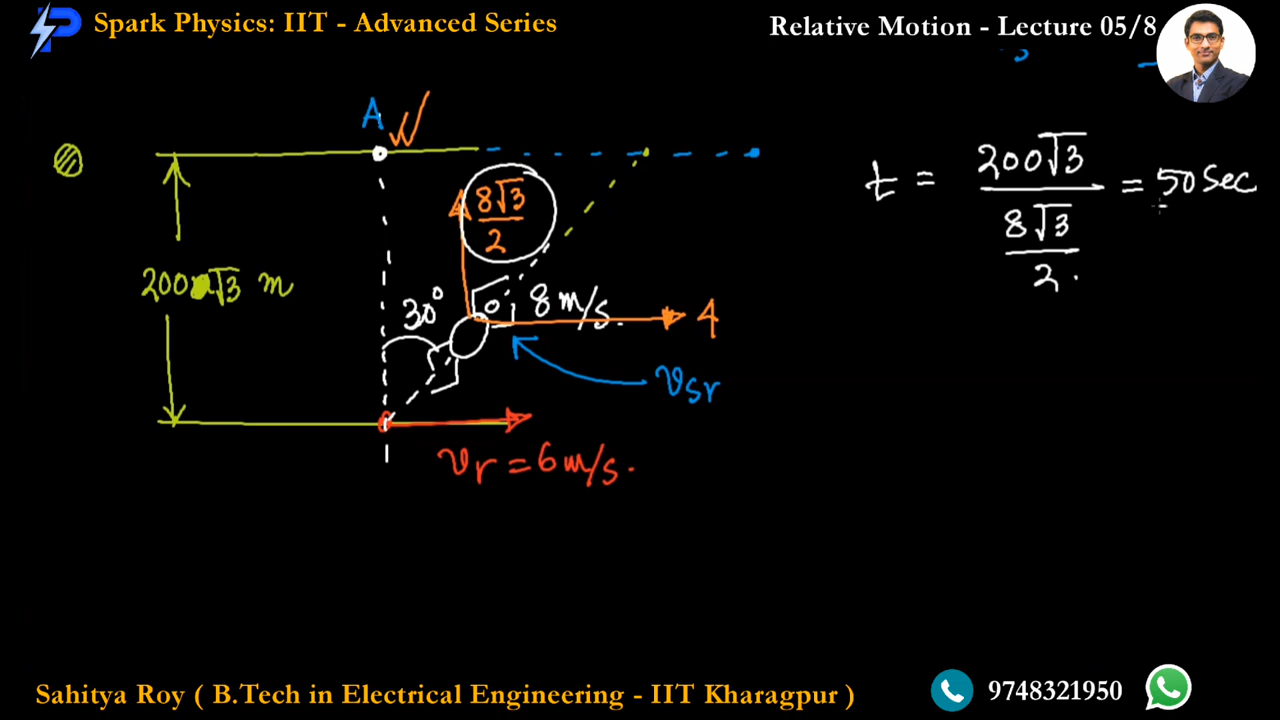 Spark Physics: IIT - Advanced Series
Relative Motion - Lecture 05/8
A
200√3 m
8√3
2
30°
8 m/s.
4
vsr
vr = 6 m/s.
t = 200√3 / (8√3 / 2) = 50 Sec
Sahitya Roy ( B.Tech in Electrical Engineering - IIT Kharagpur )
9748321950